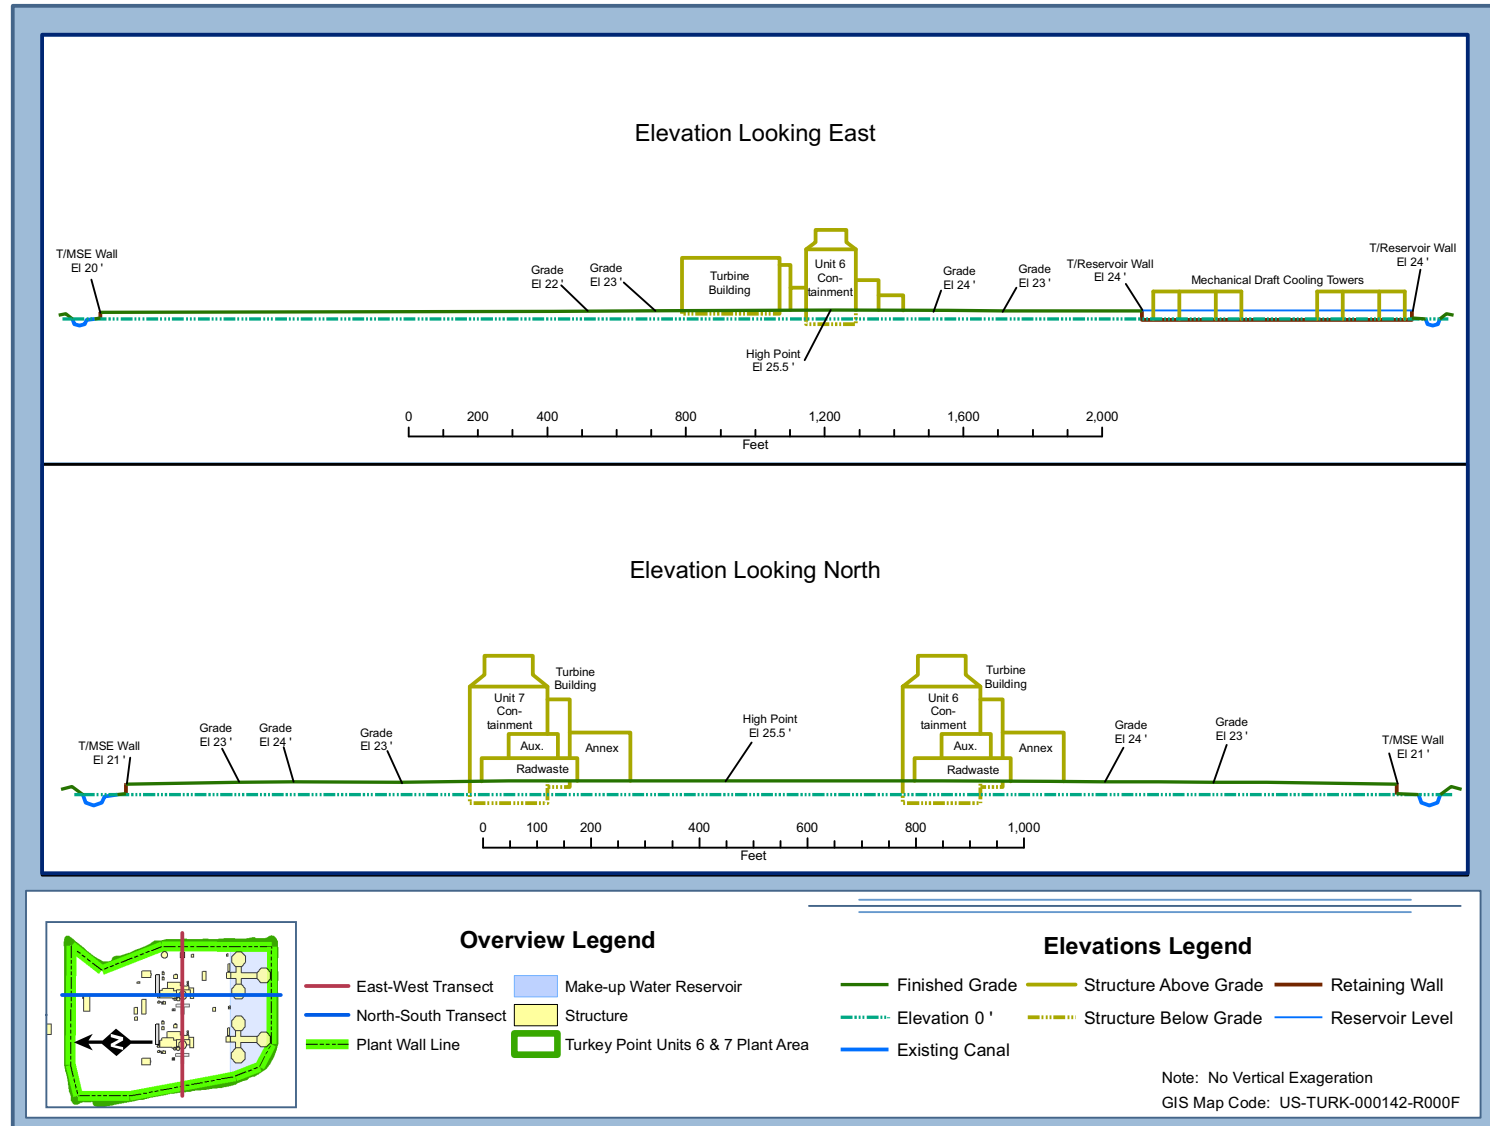 Elevation Looking East
T/MSE Wall
El 20 '
Grade
El 22 '
Grade
El 23 '
Turbine
Building
Unit 6
Con-
tainment
High Point
El 25.5 '
Grade
El 24 '
Grade
El 23 '
T/Reservoir Wall
El 24 '
Mechanical Draft Cooling Towers
T/Reservoir Wall
El 24 '
0 200 400 800 1,200 1,600 2,000
Feet
Elevation Looking North
T/MSE Wall
El 21 '
Grade
El 23 '
Grade
El 24 '
Grade
El 23 '
Unit 7
Con-
tainment
Turbine
Building
Aux.
Annex
Radwaste
High Point
El 25.5 '
Unit 6
Con-
tainment
Turbine
Building
Aux.
Annex
Radwaste
Grade
El 24 '
Grade
El 23 '
T/MSE Wall
El 21 '
0 100 200 400 600 800 1,000
Feet
N
Overview Legend
East-West Transect
North-South Transect
Plant Wall Line
Make-up Water Reservoir
Structure
Turkey Point Units 6 & 7 Plant Area
Elevations Legend
Finished Grade
Elevation 0 '
Existing Canal
Structure Above Grade
Structure Below Grade
Retaining Wall
Reservoir Level
Note: No Vertical Exageration
GIS Map Code: US-TURK-000142-R000F